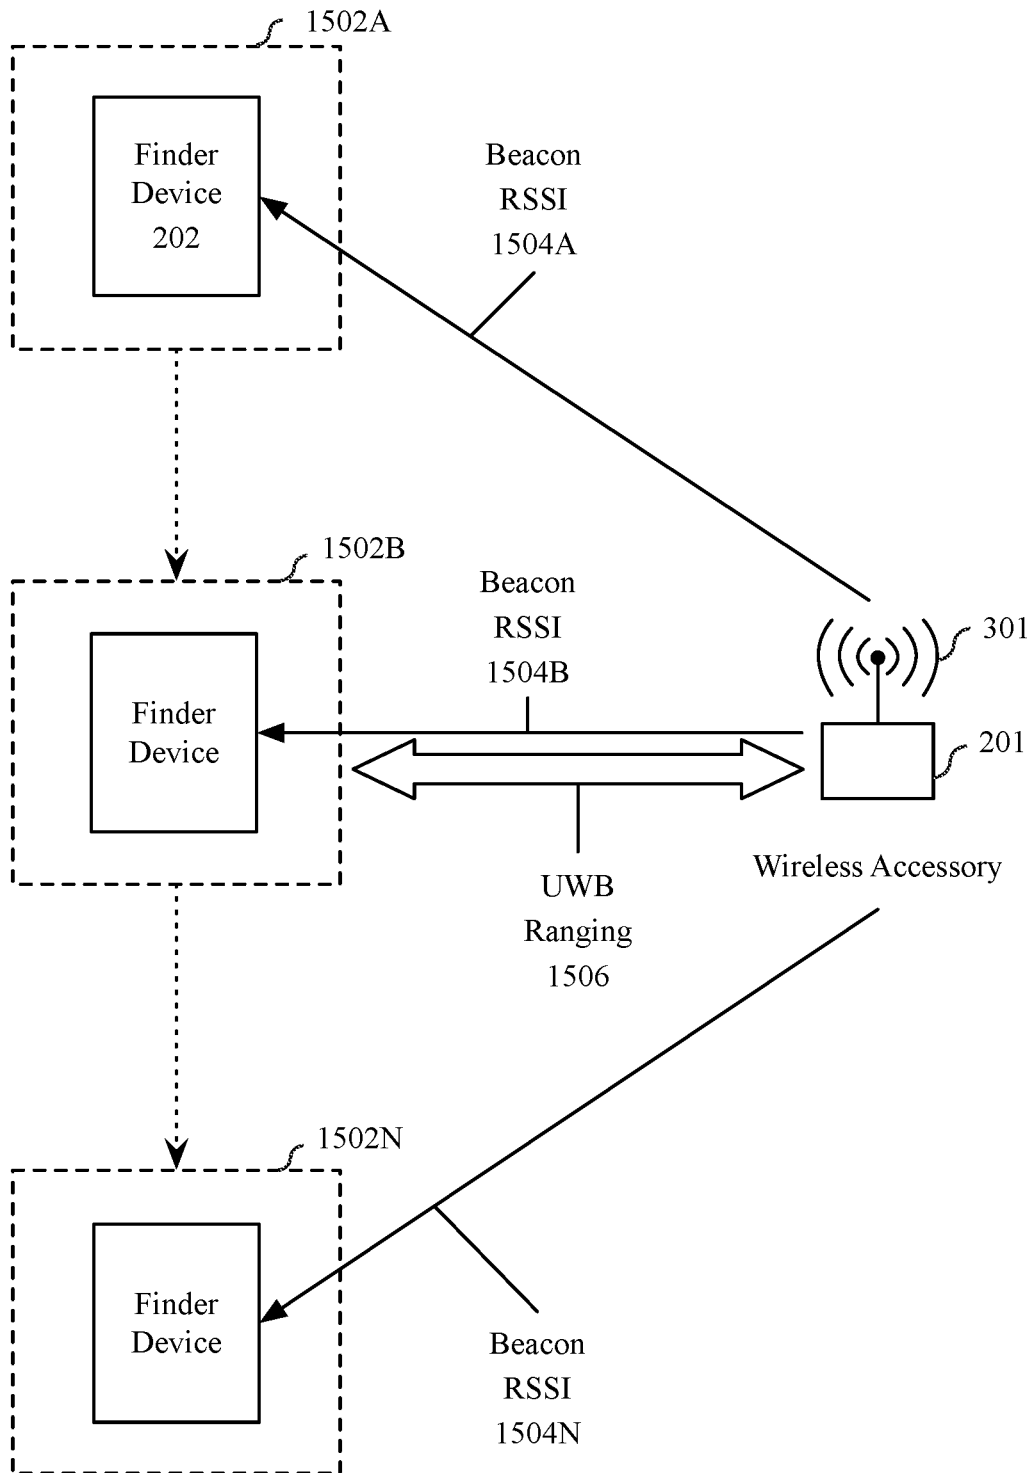 1502A
Finder
Device
202
Beacon
RSSI
1504A
1502B
Finder
Device
Beacon
RSSI
1504B
301
201
Wireless Accessory
UWB
Ranging
1506
1502N
Finder
Device
Beacon
RSSI
1504N